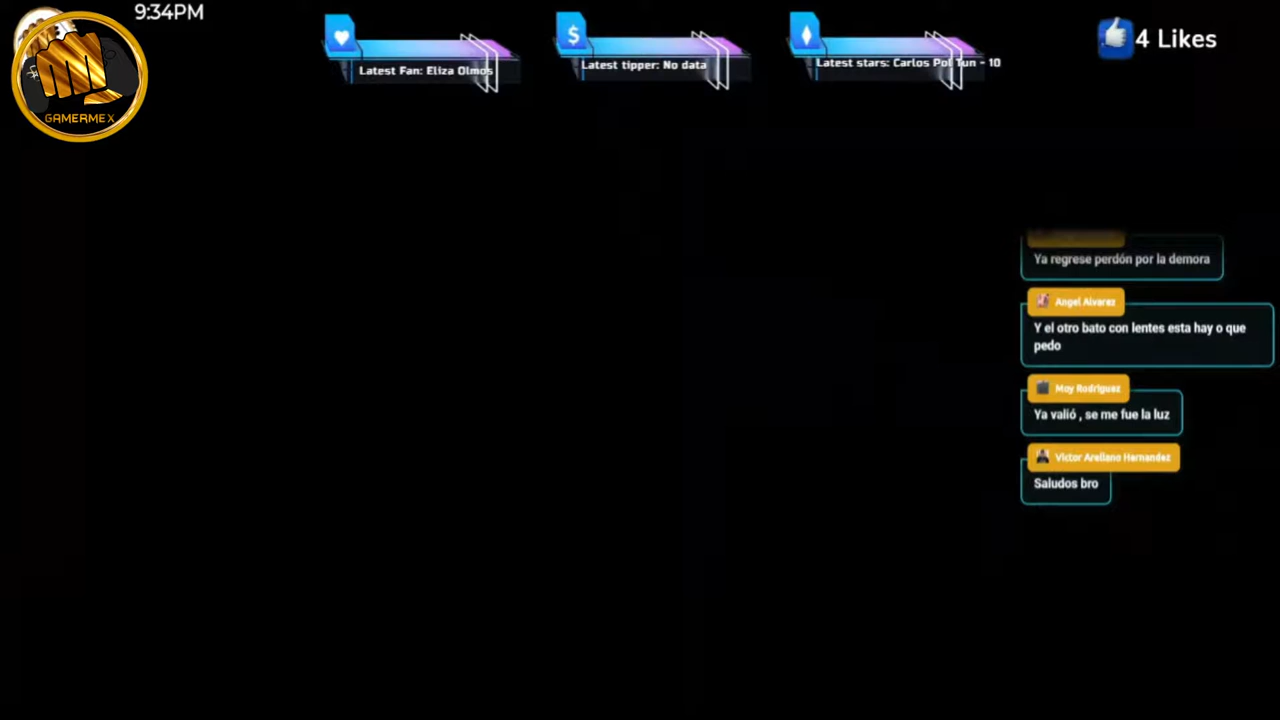 9:34PM
GAMERMEX
Latest Fan: Eliza Olmos
Latest tipper: No data
Latest stars: Carlos Pol Tun - 10
4 Likes
Ya regrese perdón por la demora
Angel Alvarez
Y el otro bato con lentes esta hay o que
pedo
Moy Rodriguez
Ya valió , se me fue la luz
Victor Arellano Hernandez
Saludos bro